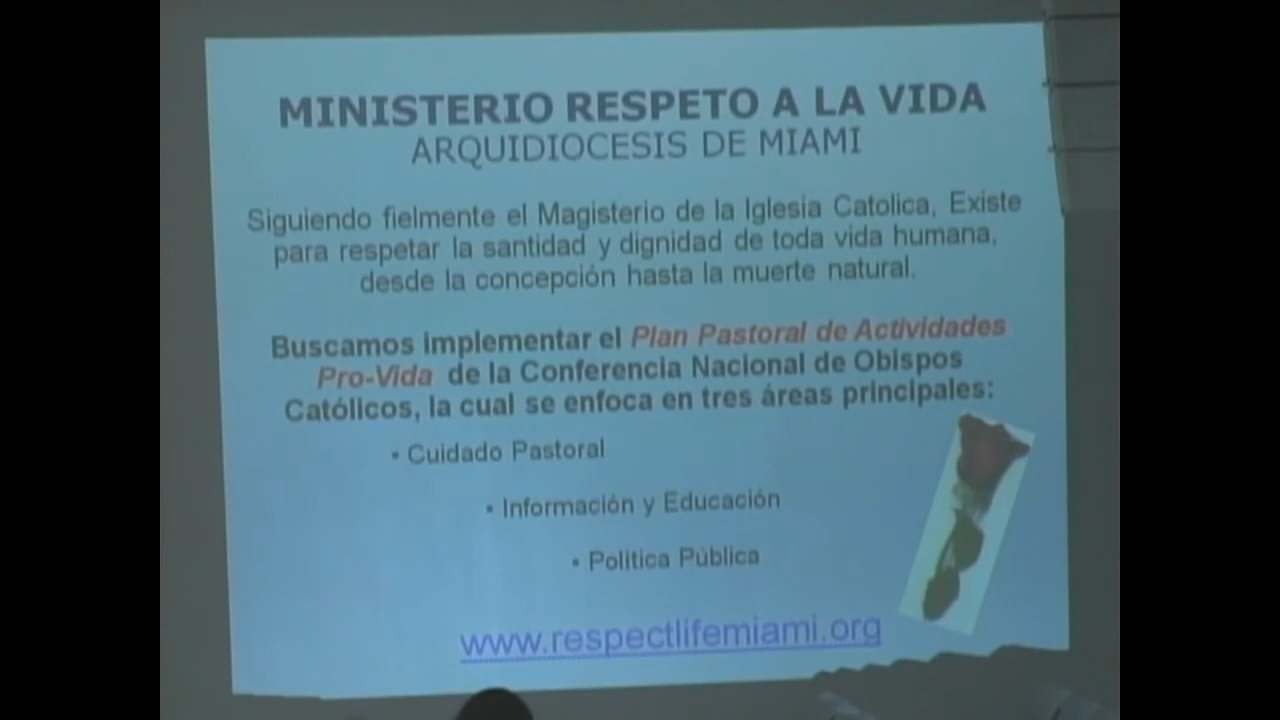 MINISTERIO RESPETO A LA VIDA
ARQUIDIOCESIS DE MIAMI
Siguiendo fielmente el Magisterio de la Iglesia Catolica, Existe
para respetar la santidad y dignidad de toda vida humana,
desde la concepción hasta la muerte natural.
Buscamos implementar el Plan Pastoral de Actividades
Pro-Vida de la Conferencia Nacional de Obispos
Católicos, la cual se enfoca en tres áreas principales:
• Cuidado Pastoral
• Información y Educación
• Politica Pública
www.respectlifemiami.org